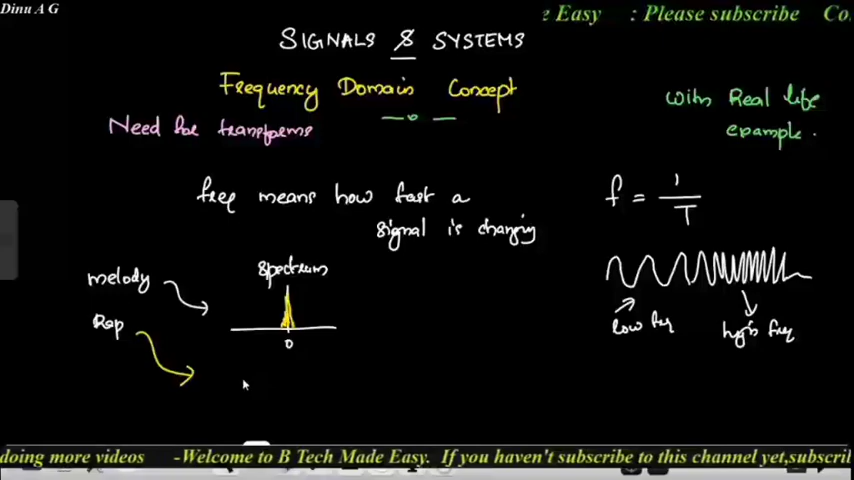 Dinu A G
e Easy : Please subscribe Co
SIGNALS & SYSTEMS
Frequency Domain Concept
Need for transforms
With Real life
example.
freq means how fast a
signal is changing
f = 1/T
melody
spectrum
Rap
0
low freq
high freq
doing more videos -Welcome to B Tech Made Easy. If you haven't subscribe to this channel yet,subscri